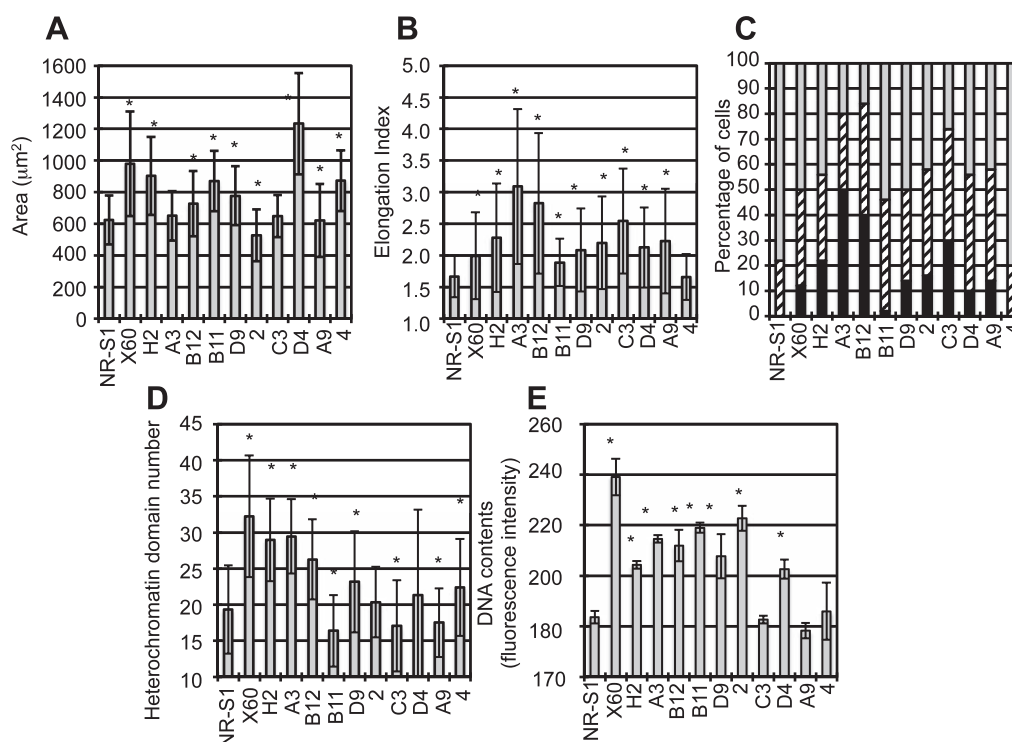 A
Area (μm²)
1600
1400
1200
1000
800
600
400
200
0
* * * * * * * * *
NR-S1 X60 H2 A3 B12 B11 D9 2 C3 D4 A9 4
B
Elongation Index
5.0
4.5
4.0
3.5
3.0
2.5
2.0
1.5
1.0
* * * * * * * * * *
NR-S1 X60 H2 A3 B12 B11 D9 2 C3 D4 A9 4
C
Percentage of cells
100
90
80
70
60
50
40
30
20
10
0
NR-S1 X60 H2 A3 B12 B11 D9 2 C3 D4 A9 4
D
Heterochromatin domain number
45
40
35
30
25
20
15
10
* * * * * * * * *
NR-S1 X60 H2 A3 B12 B11 D9 2 C3 D4 A9 4
E
DNA contents
(fluorescence intensity)
260
240
220
200
180
170
* * * * * * * *
NR-S1 X60 H2 A3 B12 B11 D9 2 C3 D4 A9 4